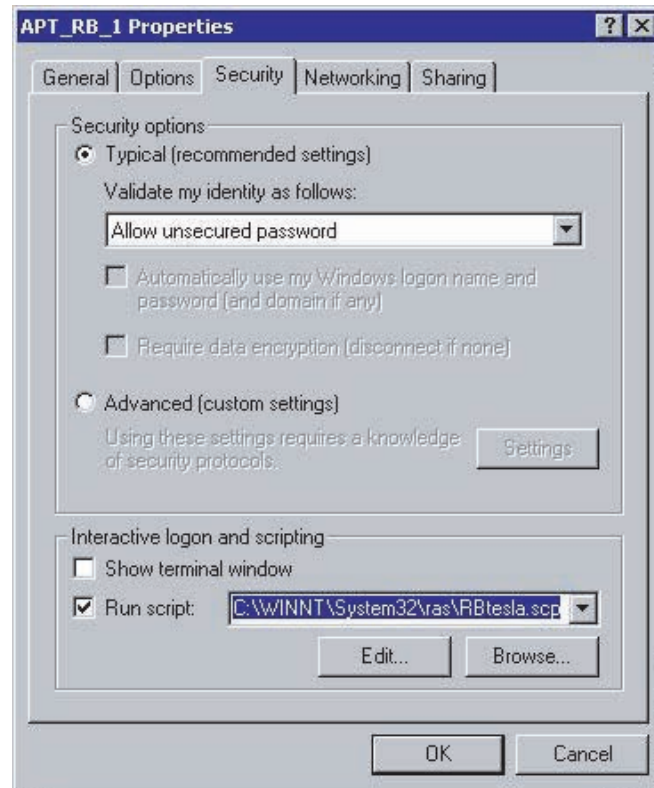 APT_RB_1 Properties
General Options Security Networking Sharing
Security options
Typical (recommended settings)
Validate my identity as follows:
Allow unsecured password
Automatically use my Windows logon name and
password (and domain if any)
Require data encryption (disconnect if none)
Advanced (custom settings)
Using these settings requires a knowledge
of security protocols.
Settings
Interactive logon and scripting
Show terminal window
Run script: C:\WINNT\System32\ras\RBtesla.scp
Edit... Browse...
OK Cancel